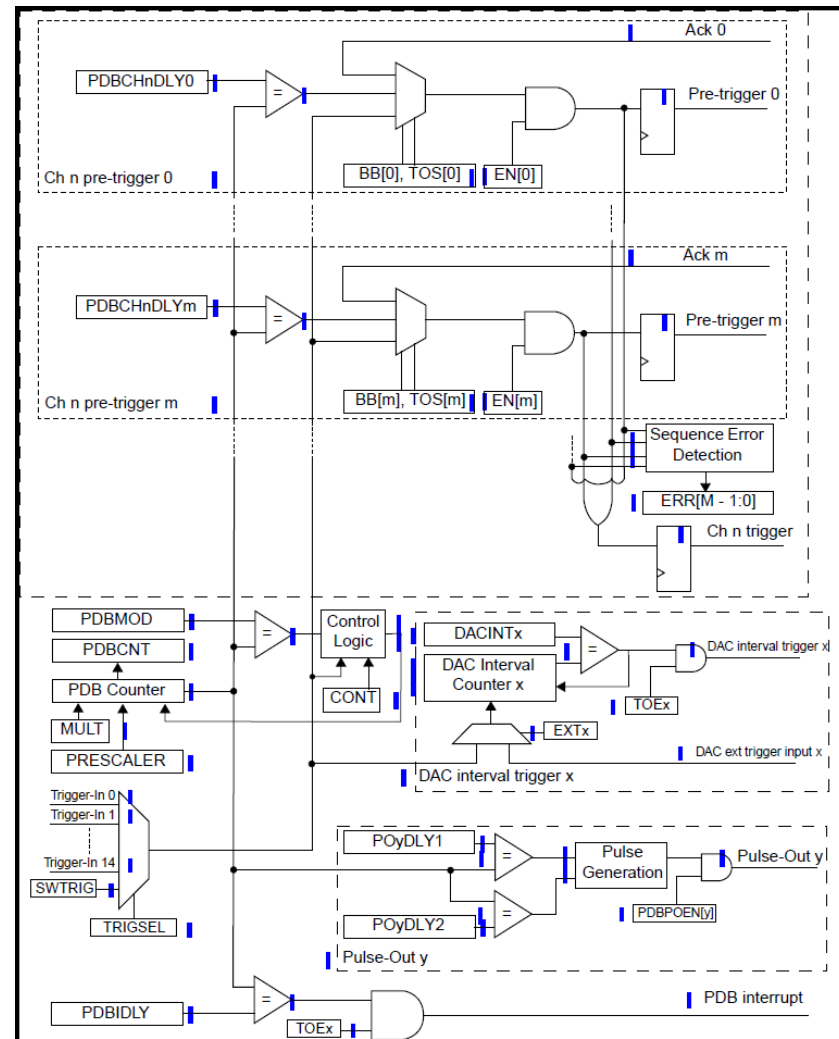 Ack 0
PDBCHnDLY0
=
Pre-trigger 0
Ch n pre-trigger 0
BB[0], TOS[0]
EN[0]
Ack m
PDBCHnDLYm
=
Pre-trigger m
Ch n pre-trigger m
BB[m], TOS[m]
EN[m]
Sequence Error
Detection
ERR[M - 1:0]
Ch n trigger
PDBMOD
=
Control
Logic
PDBCNT
PDB Counter
CONT
MULT
PRESCALER
DACINTx
=
DAC interval trigger x
DAC Interval
Counter x
TOEx
EXTx
DAC ext trigger input x
DAC interval trigger x
Trigger-In 0
Trigger-In 1
Trigger-In 14
SWTRIG
TRIGSEL
POyDLY1
=
Pulse
Generation
Pulse-Out y
POyDLY2
=
PDBPOEN[y]
Pulse-Out y
PDBIDLY
=
TOEx
PDB interrupt